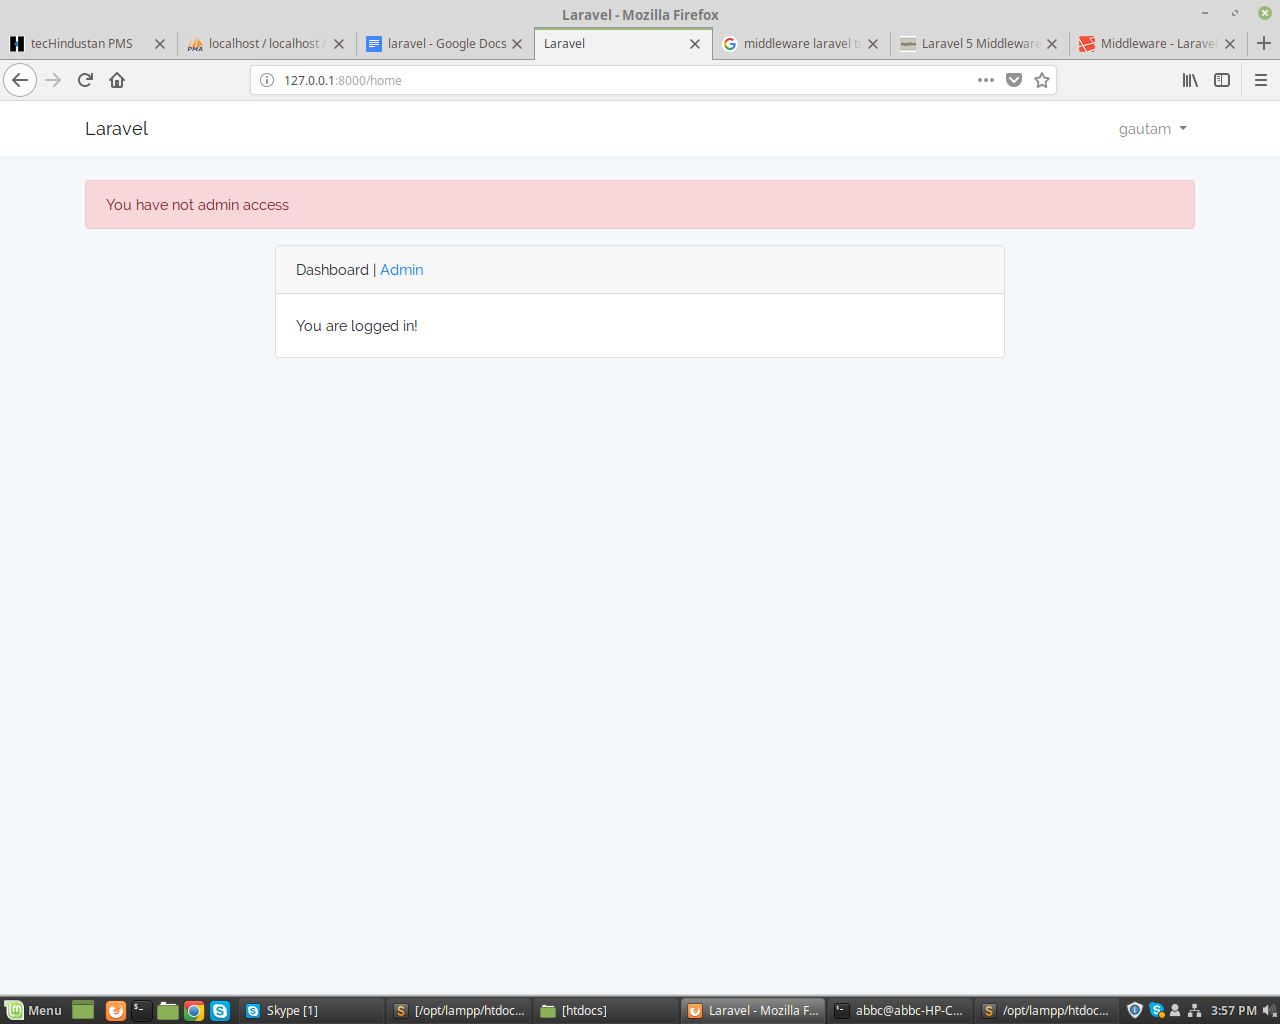 Laravel - Mozilla Firefox
tecHindustan PMS
localhost / localhost /
laravel - Google Docs
Laravel
middleware laravel
Laravel 5 Middleware
Middleware - Laravel
127.0.0.1:8000/home
Laravel
gautam
You have not admin access
Dashboard | Admin
You are logged in!
Menu
Skype [1]
[/opt/lampp/htdoc...
[htdocs]
Laravel - Mozilla F...
abbc@abbc-HP-C...
/opt/lampp/htdoc...
3:57 PM